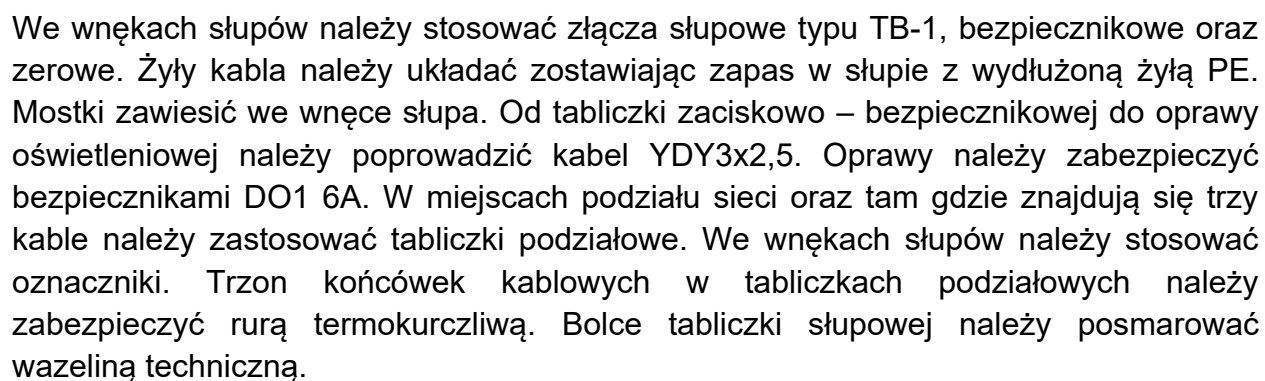 We wnękach słupów należy stosować złącza słupowe typu TB-1, bezpiecznikowe oraz
zerowe. Żyły kabla należy układać zostawiając zapas w słupie z wydłużoną żyłą PE.
Mostki zawiesić we wnęce słupa. Od tabliczki zaciskowo – bezpiecznikowej do oprawy
oświetleniowej należy poprowadzić kabel YDY3x2,5. Oprawy należy zabezpieczyć
bezpiecznikami DO1 6A. W miejscach podziału sieci oraz tam gdzie znajdują się trzy
kable należy zastosować tabliczki podziałowe. We wnękach słupów należy stosować
oznaczniki. Trzon końcówek kablowych w tabliczkach podziałowych należy
zabezpieczyć rurą termokurczliwą. Bolce tabliczki słupowej należy posmarować
wazeliną techniczną.